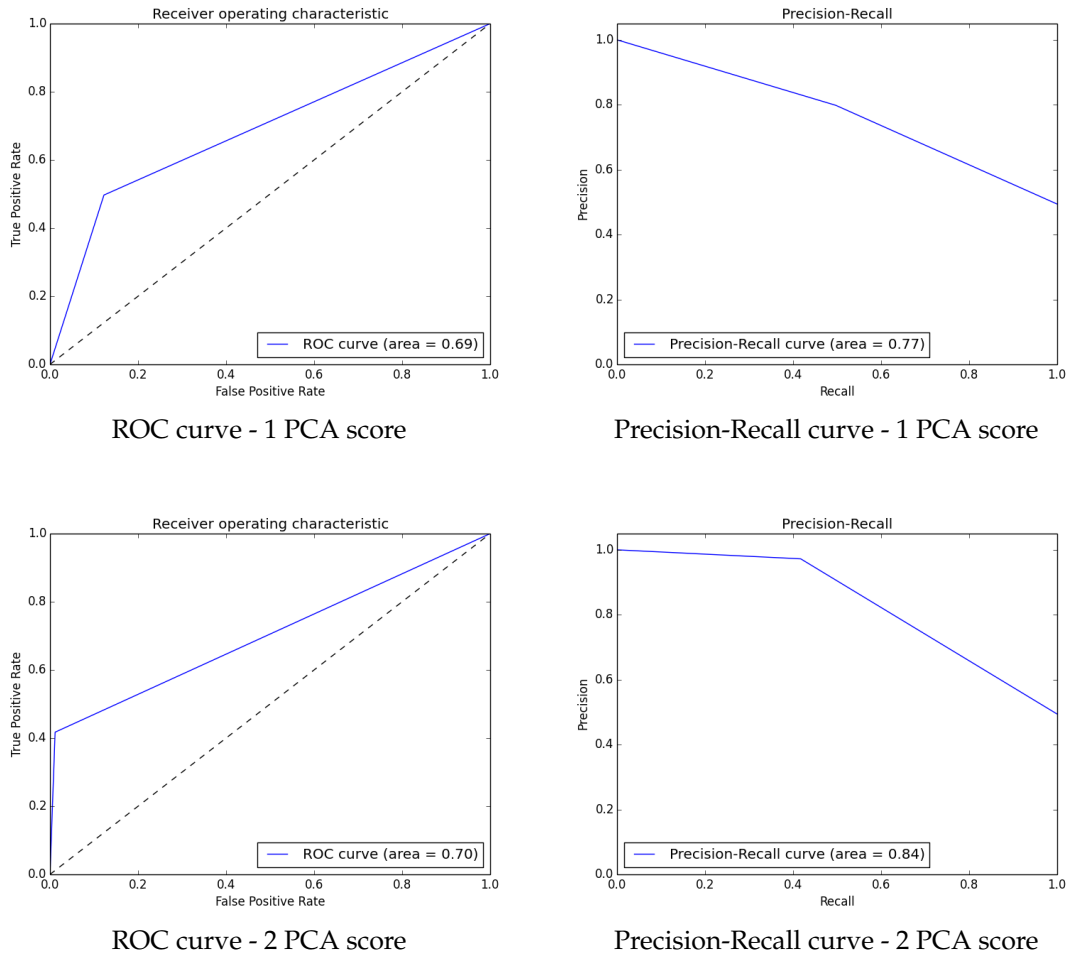 Receiver operating characteristic
1.0
0.8
0.6
0.4
0.2
0.0
True Positive Rate
ROC curve (area = 0.69)
0.0 0.2 0.4 0.6 0.8 1.0
False Positive Rate
ROC curve - 1 PCA score
Precision-Recall
1.0
0.8
0.6
0.4
0.2
0.0
Precision
Precision-Recall curve (area = 0.77)
0.0 0.2 0.4 0.6 0.8 1.0
Recall
Precision-Recall curve - 1 PCA score
Receiver operating characteristic
1.0
0.8
0.6
0.4
0.2
0.0
True Positive Rate
ROC curve (area = 0.70)
0.0 0.2 0.4 0.6 0.8 1.0
False Positive Rate
ROC curve - 2 PCA score
Precision-Recall
1.0
0.8
0.6
0.4
0.2
0.0
Precision
Precision-Recall curve (area = 0.84)
0.0 0.2 0.4 0.6 0.8 1.0
Recall
Precision-Recall curve - 2 PCA score